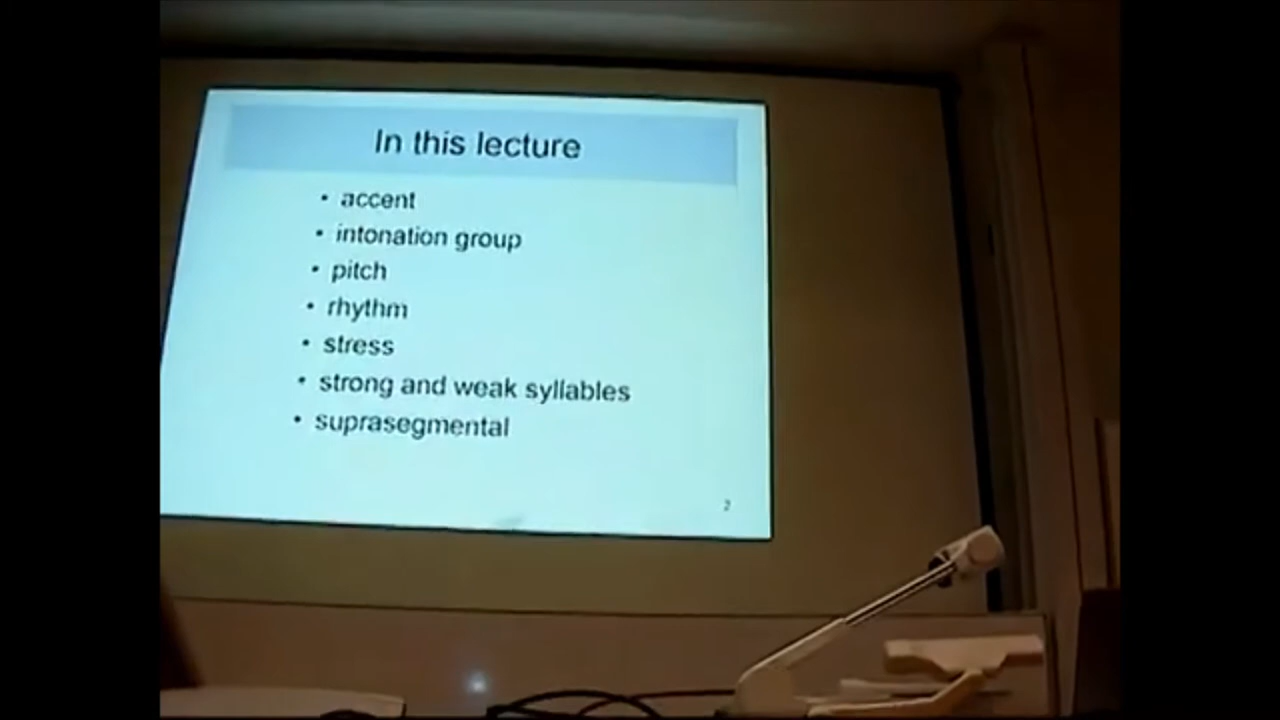 In this lecture
• accent
• intonation group
• pitch
• rhythm
• stress
• strong and weak syllables
• suprasegmental
2